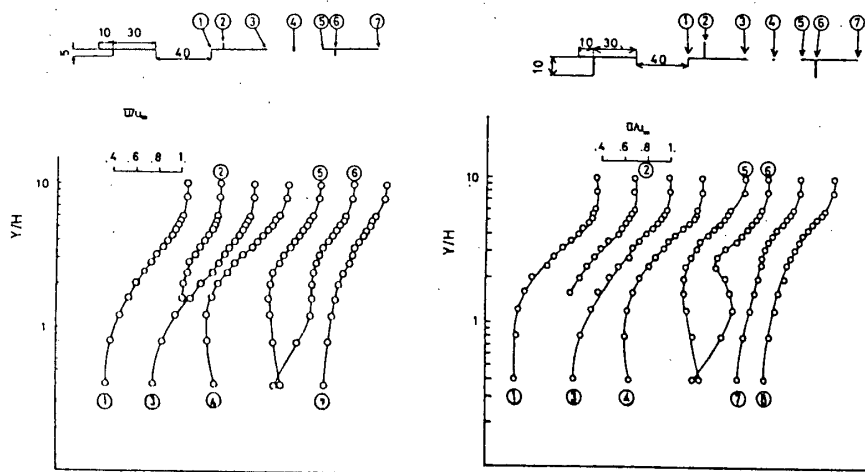 ① ② ③ ④ ⑤ ⑥ ⑦
10 30
5
40
u̅/u∞
.4 .6 .8 1.
② ⑤ ⑥
10
Y/H
1
① ③ ④ ⑦
① ② ③ ④ ⑤ ⑥ ⑦
10 30
10
40
u̅/u∞
.4 .6 .8 1.
② ⑤ ⑥
10
Y/H
1
① ③ ④ ⑦ ⑧